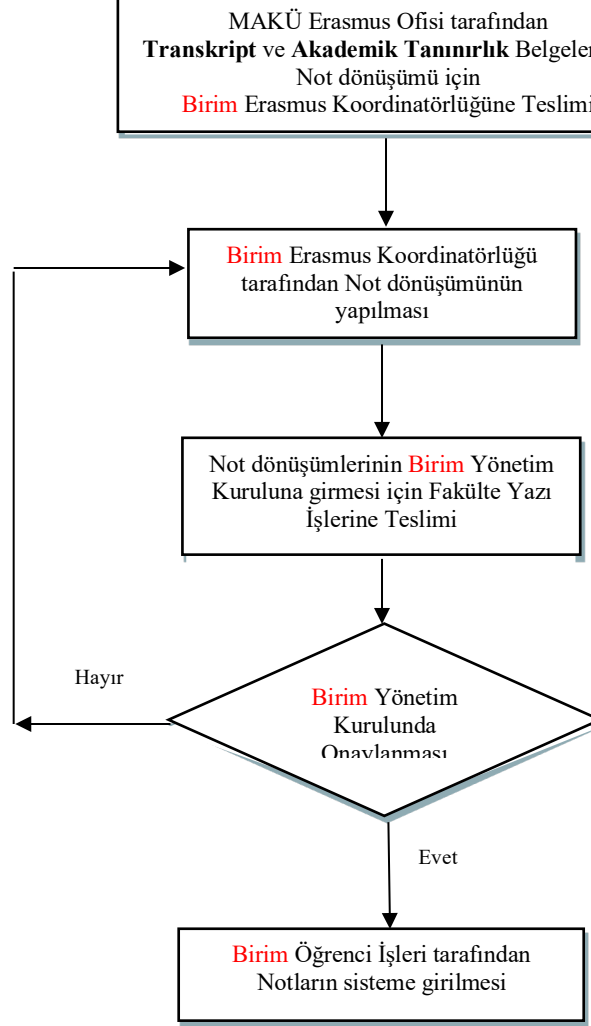 MAKÜ Erasmus Ofisi tarafından
Transkript ve Akademik Tanınırlık Belgeler
Not dönüşümü için
Birim Erasmus Koordinatörlüğüne Teslimi
Birim Erasmus Koordinatörlüğü
tarafından Not dönüşümünün
yapılması
Not dönüşümlerinin Birim Yönetim
Kuruluna girmesi için Fakülte Yazı
İşlerine Teslimi
Hayır
Birim Yönetim
Kurulunda
Onaylanması
Evet
Birim Öğrenci İşleri tarafından
Notların sisteme girilmesi